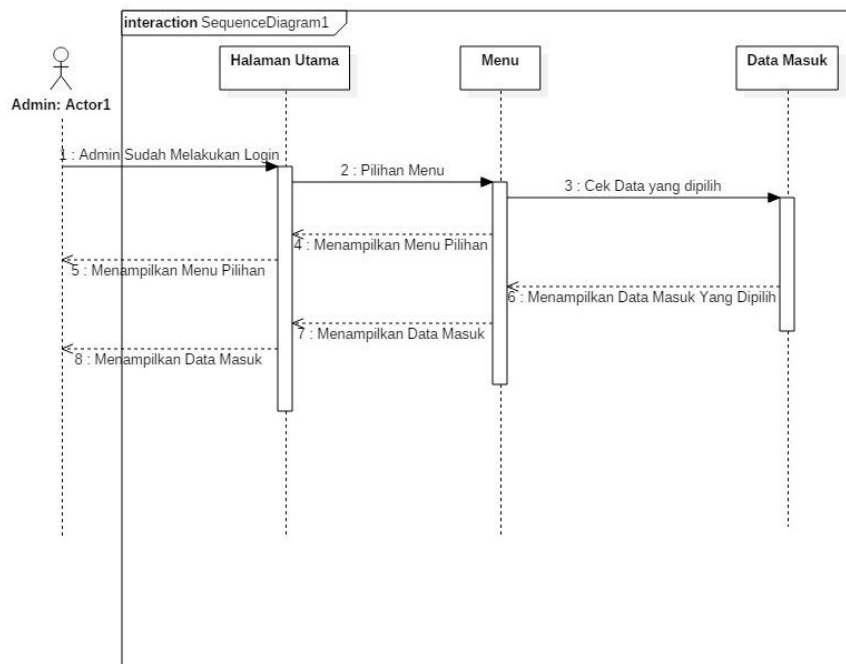 interaction SequenceDiagram1
Halaman Utama
Menu
Data Masuk
Admin: Actor1
1 : Admin Sudah Melakukan Login
2 : Pilihan Menu
3 : Cek Data yang dipilih
4 : Menampilkan Menu Pilihan
5 : Menampilkan Menu Pilihan
6 : Menampilkan Data Masuk Yang Dipilih
7 : Menampilkan Data Masuk
8 : Menampilkan Data Masuk